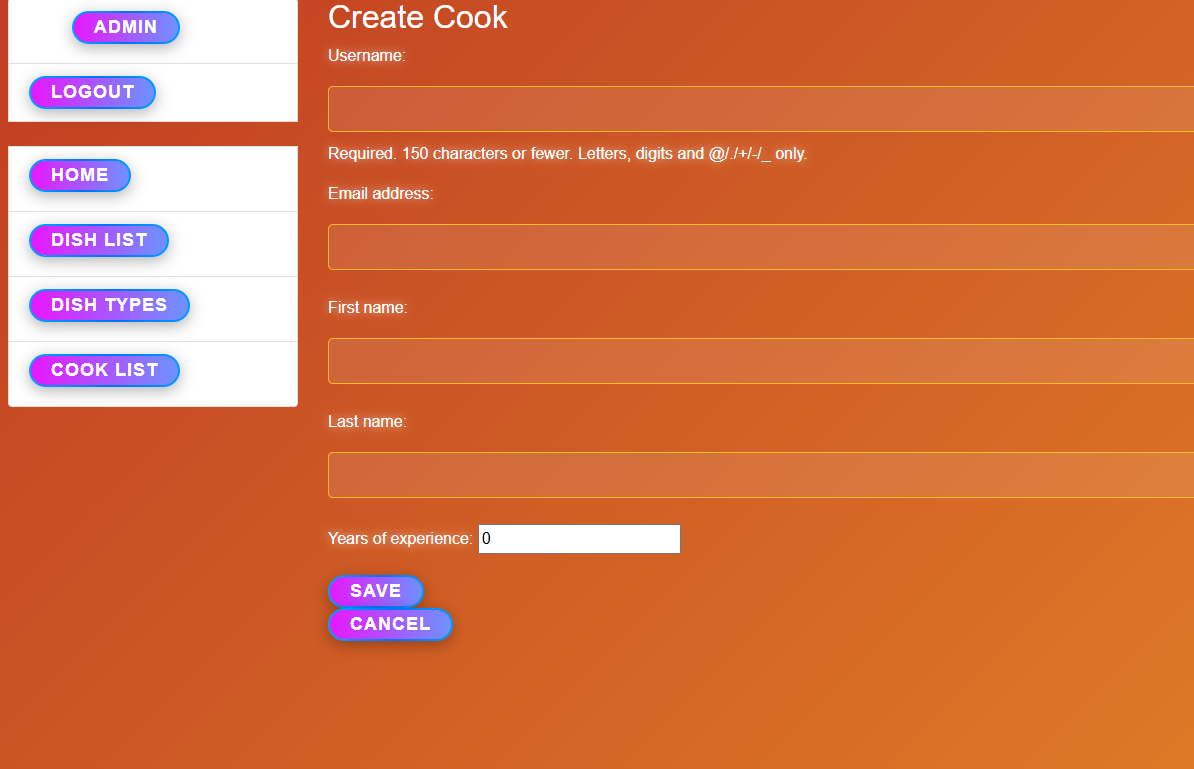 ADMIN
LOGOUT
HOME
DISH LIST
DISH TYPES
COOK LIST
Create Cook
Username:
Required. 150 characters or fewer. Letters, digits and @/./+/-/_ only.
Email address:
First name:
Last name:
Years of experience: 0
SAVE
CANCEL